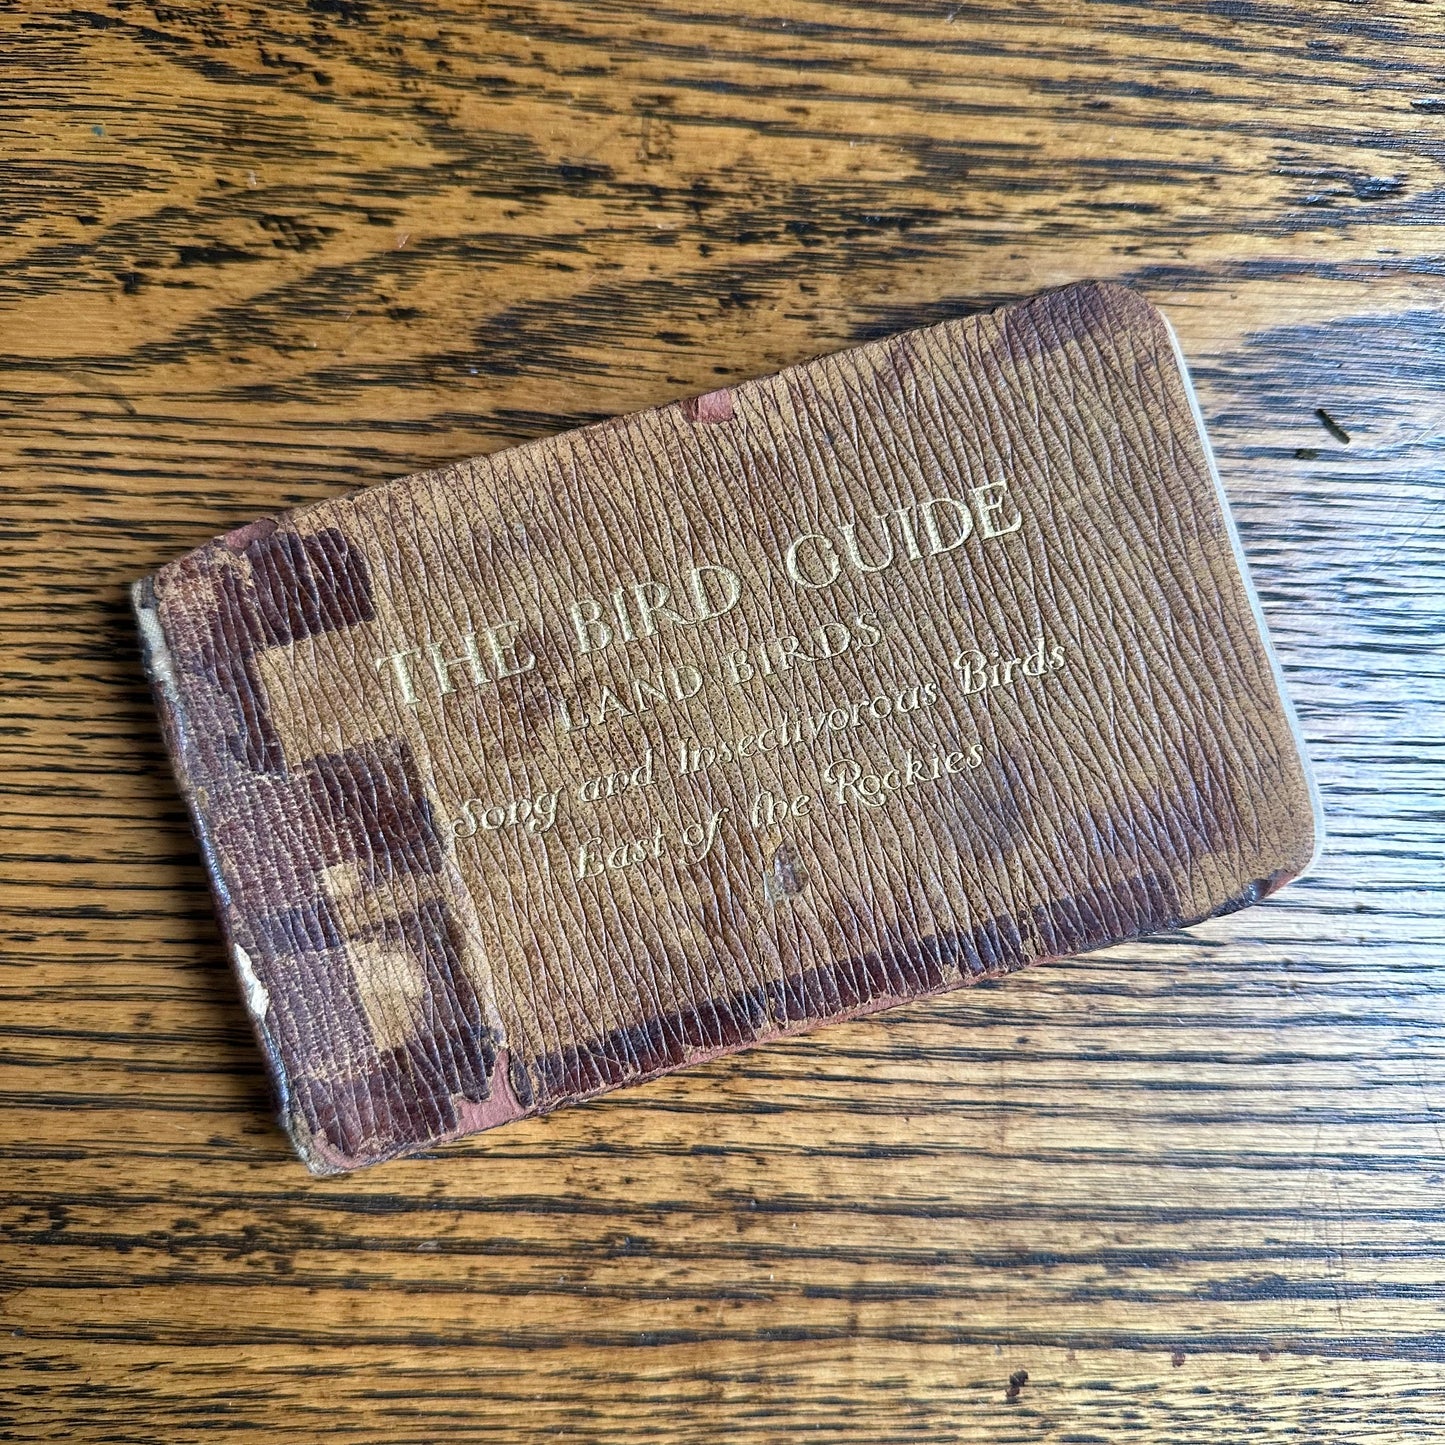 THE BIRD GUIDE
LAND BIRDS
Song and Insectivorous Birds
East of the Rockies